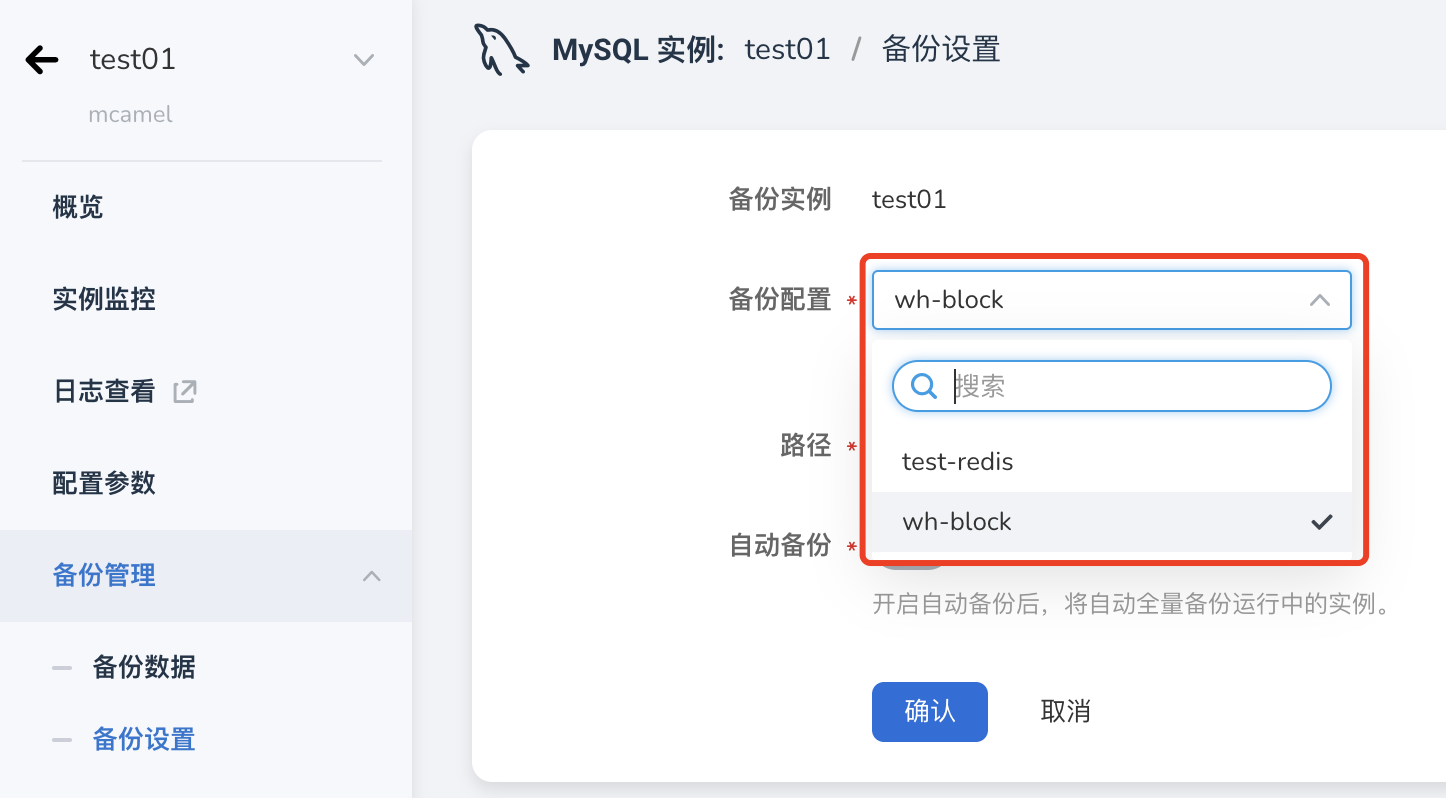 test01
mcamel
概览
实例监控
日志查看
配置参数
备份管理
备份数据
备份设置
MySQL 实例: test01 / 备份设置
备份实例 test01
备份配置 * wh-block
搜索
test-redis
wh-block
路径 *
自动备份 *
开启自动备份后，将自动全量备份运行中的实例。
确认 取消